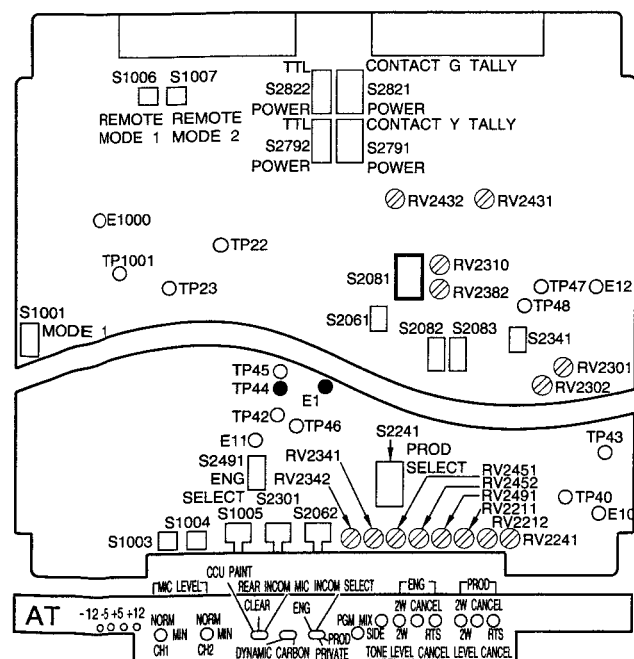 S1006 S1007
REMOTE REMOTE
MODE 1 MODE 2
TTL CONTACT G TALLY
S2822 S2821
POWER POWER
TTL CONTACT Y TALLY
S2792 S2791
POWER POWER
RV2432 RV2431
E1000
TP22
TP1001
TP23
S2081
RV2310
RV2382
TP47 E12
TP48
S1001
MODE 1
S2061
S2082 S2083
S2341
RV2301
RV2302
TP45
TP44
E1
TP42
TP46
E11
S2241
PROD
SELECT
TP43
S2491
ENG
SELECT
RV2341
RV2342
S2301
RV2451
RV2452
RV2491
RV2211
RV2212
RV2241
TP40
E10
S1003
S1004
S1005
S2062
CCU PAINT
MIC LEVEL
REAR INCOM MIC INCOM SELECT
ENG PROD
CLEAR
ENG
2W CANCEL 2W CANCEL
AT
-12 -5 +5 +12
NORM NORM
MIN MIN
CH1 CH2
PGM MIX
PROD
SIDE
2W RTS 2W RTS
DYNAMIC CARBON PRIVATE
TONE LEVEL CANCEL LEVEL CANCEL